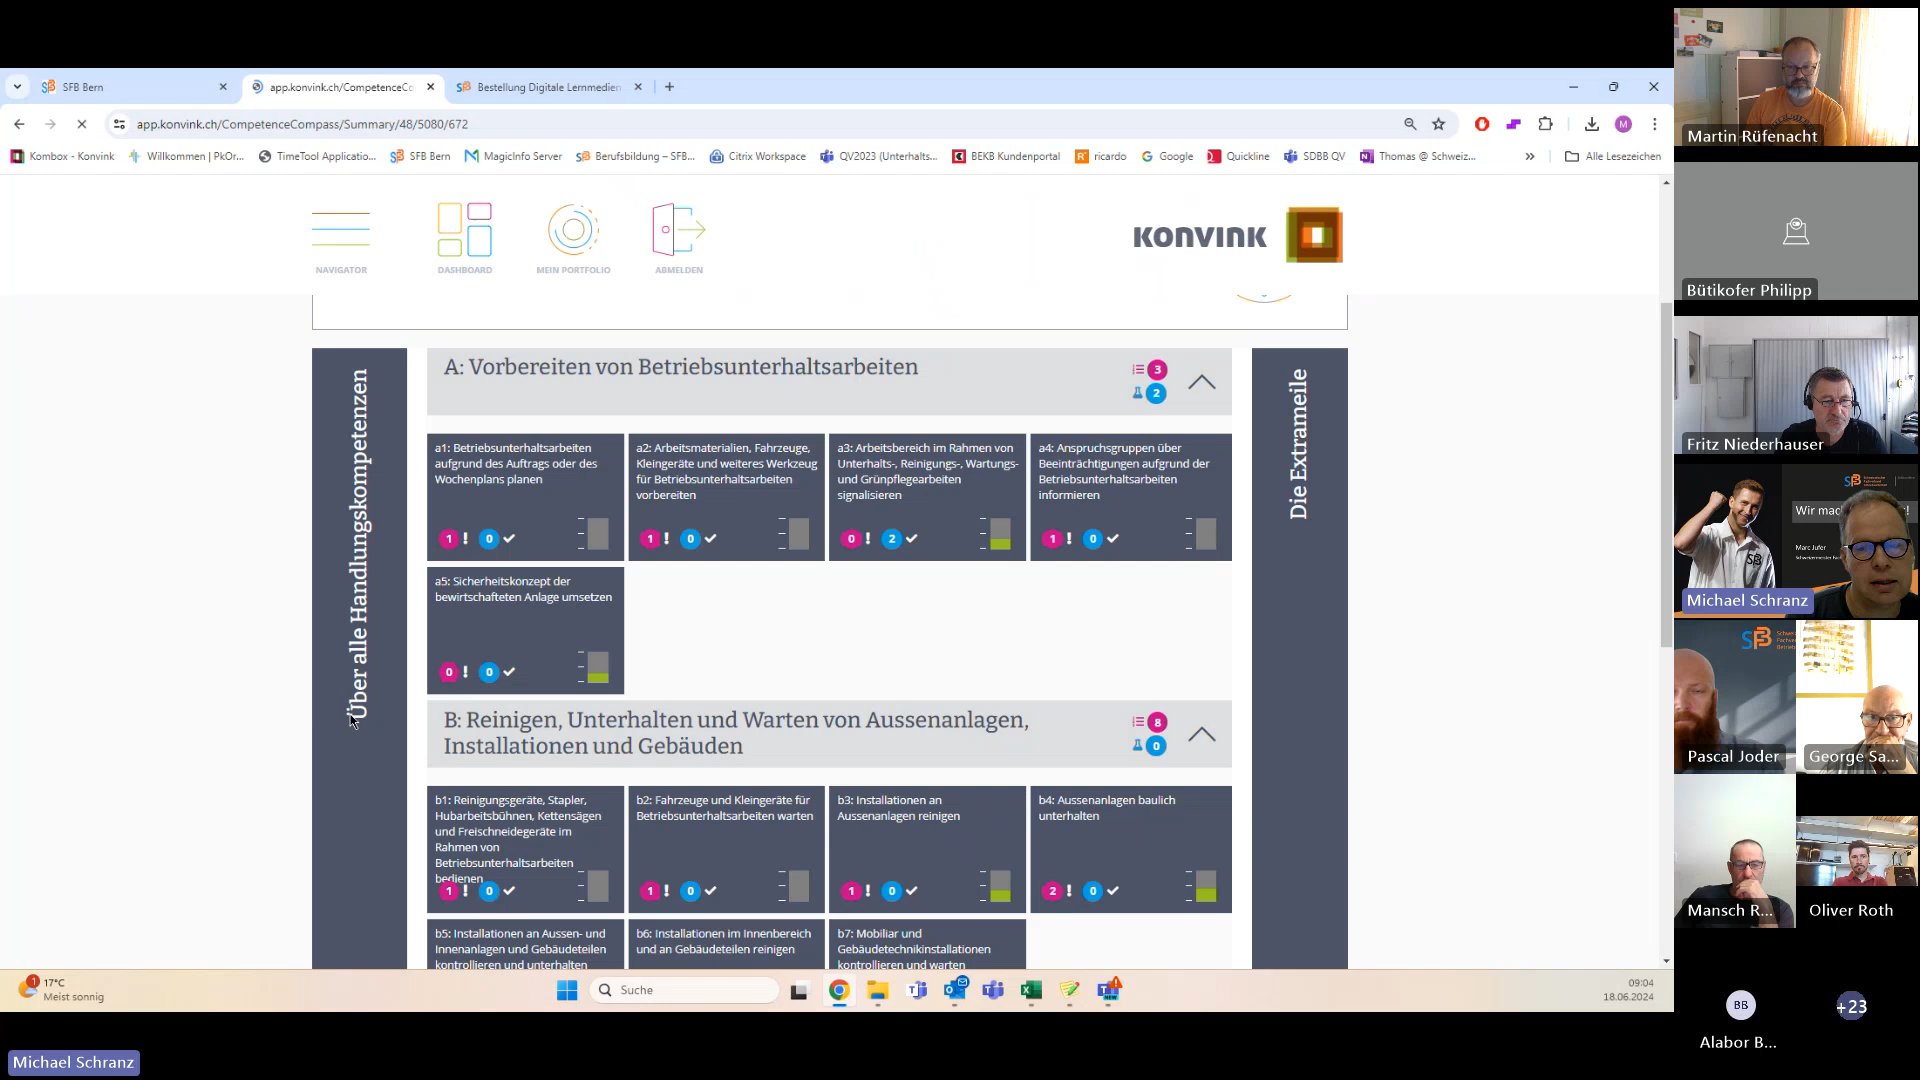 SFB Bern
app.konvink.ch/CompetenceCo
Bestellung Digitale Lernmedien
app.konvink.ch/CompetenceCompass/Summary/48/5080/672
M
Kombox - Konvink
Willkommen | PkOr...
TimeTool Applicatio...
SFB Bern
MagicInfo Server
Berufsbildung – SFB...
Citrix Workspace
QV2023 (Unterhalts...
BEKB Kundenportal
ricardo
Google
Quickline
SDBB QV
Thomas @ Schweiz...
»
Alle Lesezeichen
NAVIGATOR
DASHBOARD
MEIN PORTFOLIO
ABMELDEN
KONVINK
Über alle Handlungskompetenzen
A: Vorbereiten von Betriebsunterhaltsarbeiten
3
2
a1: Betriebsunterhaltsarbeiten
aufgrund des Auftrags oder des
Wochenplans planen
1 ! 0
a2: Arbeitsmaterialien, Fahrzeuge,
Kleingeräte und weiteres Werkzeug
für Betriebsunterhaltsarbeiten
vorbereiten
1 ! 0
a3: Arbeitsbereich im Rahmen von
Unterhalts-, Reinigungs-, Wartungs-
und Grünpflegearbeiten
signalisieren
0 ! 2
a4: Anspruchsgruppen über
Beeinträchtigungen aufgrund der
Betriebsunterhaltsarbeiten
informieren
1 ! 0
a5: Sicherheitskonzept der
bewirtschafteten Anlage umsetzen
0 ! 0
B: Reinigen, Unterhalten und Warten von Aussenanlagen,
Installationen und Gebäuden
8
0
b1: Reinigungsgeräte, Stapler,
Hubarbeitsbühnen, Kettensägen
und Freischneidegeräte im
Rahmen von
Betriebsunterhaltsarbeiten
bedienen
1 ! 0
b2: Fahrzeuge und Kleingeräte für
Betriebsunterhaltsarbeiten warten
1 ! 0
b3: Installationen an
Aussenanlagen reinigen
1 ! 0
b4: Aussenanlagen baulich
unterhalten
2 ! 0
b5: Installationen an Aussen- und
Innenanlagen und Gebäudeteilen
kontrollieren und unterhalten
b6: Installationen im Innenbereich
und an Gebäudeteilen reinigen
b7: Mobiliar und
Gebäudetechnikinstallationen
kontrollieren und warten
Die Extrameile
1
17°C
Meist sonnig
Suche
NEW
09:04
18.06.2024
Michael Schranz
Martin Rüfenacht
Bütikofer Philipp
Fritz Niederhauser
SFB
Wir mac
Marc Jufer
Michael Schranz
SFB
Pascal Joder
George Sa...
Mansch R...
Oliver Roth
BB
Alabor B...
+23